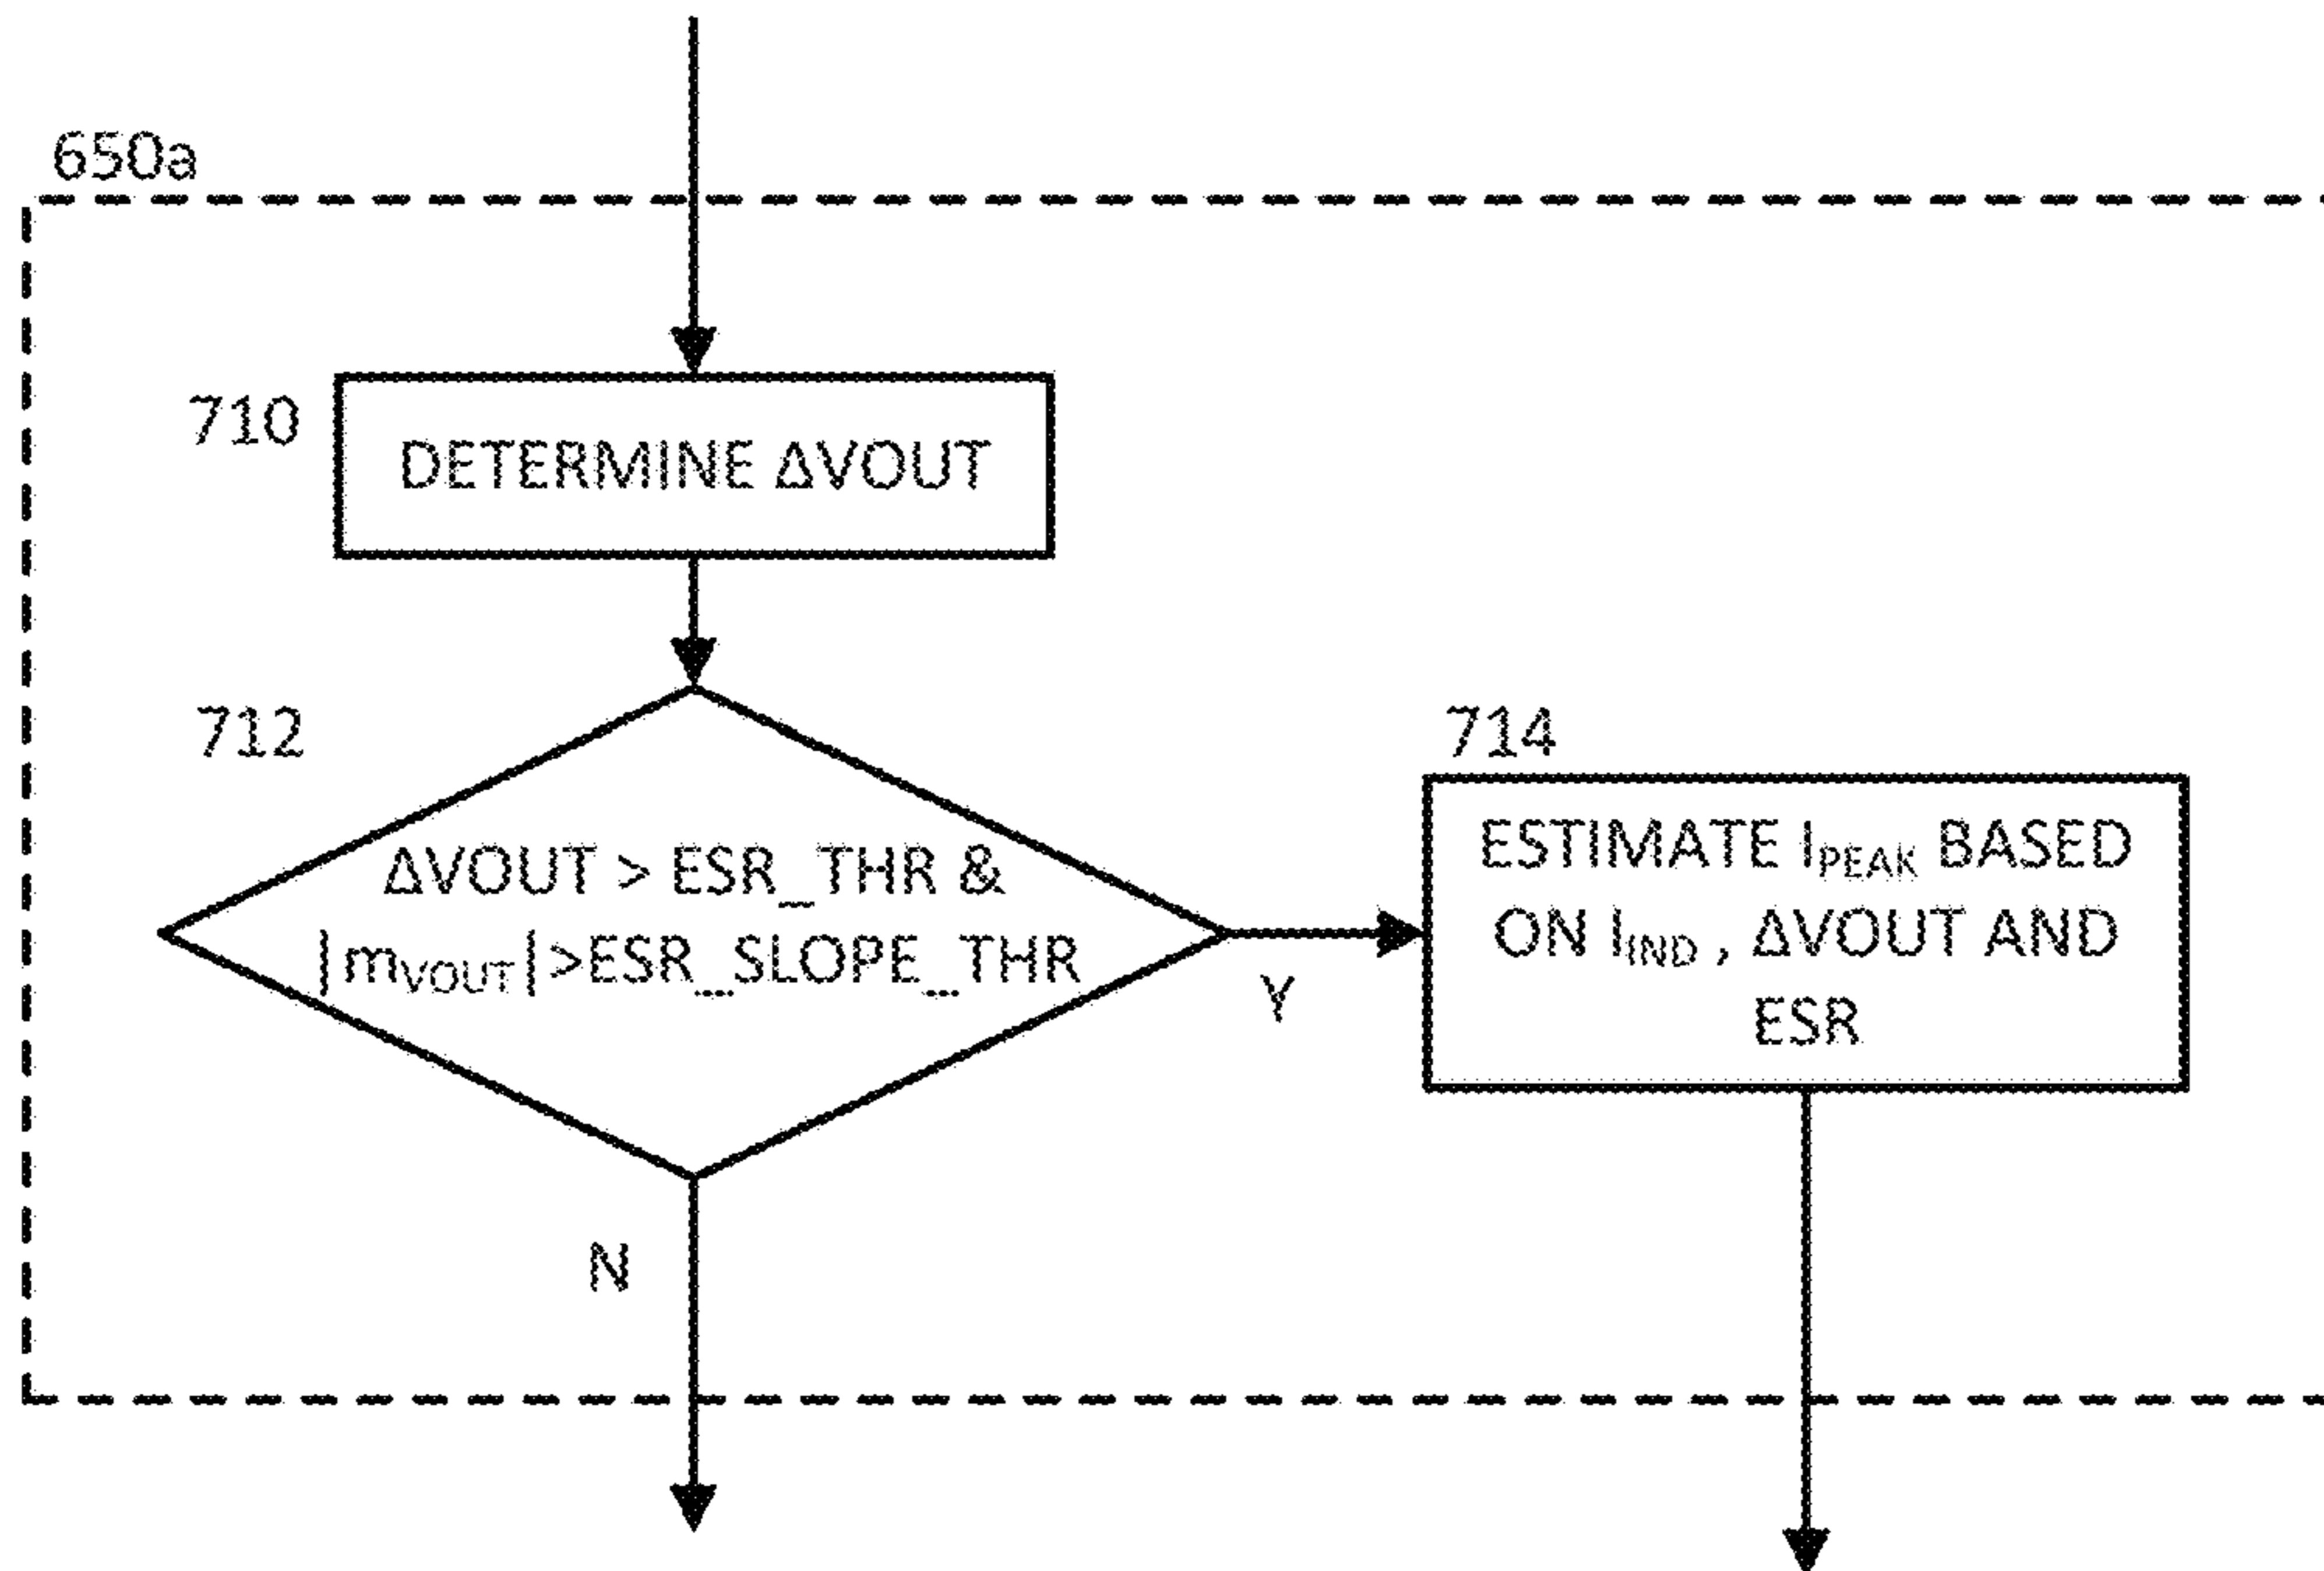 650a
710
DETERMINE ΔVOUT
712
ΔVOUT > ESR_THR &
|mVOUT|>ESR_SLOPE_THR
Y
N
714
ESTIMATE IPEAK BASED
ON IIND , ΔVOUT AND
ESR